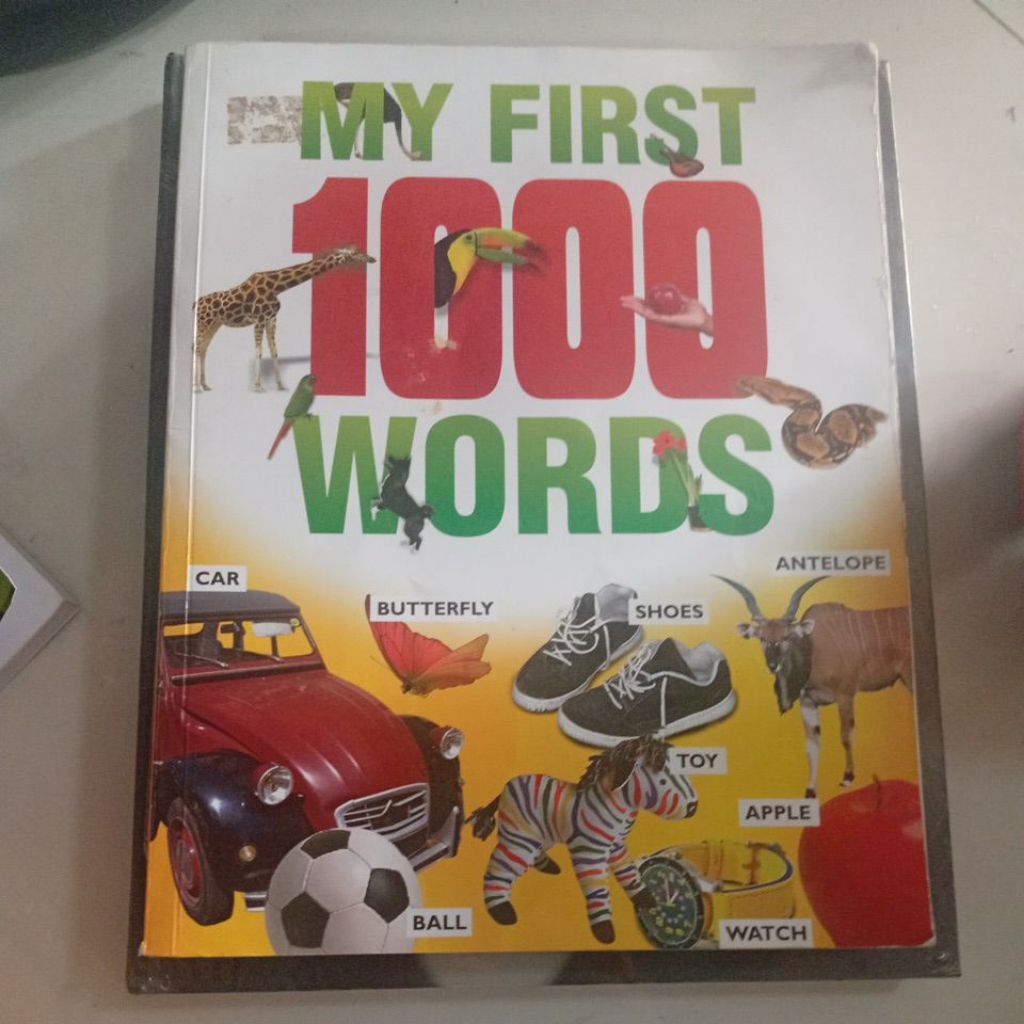 MY FIRST
1000
WORDS
CAR
ANTELOPE
BUTTERFLY
SHOES
TOY
APPLE
BALL
WATCH